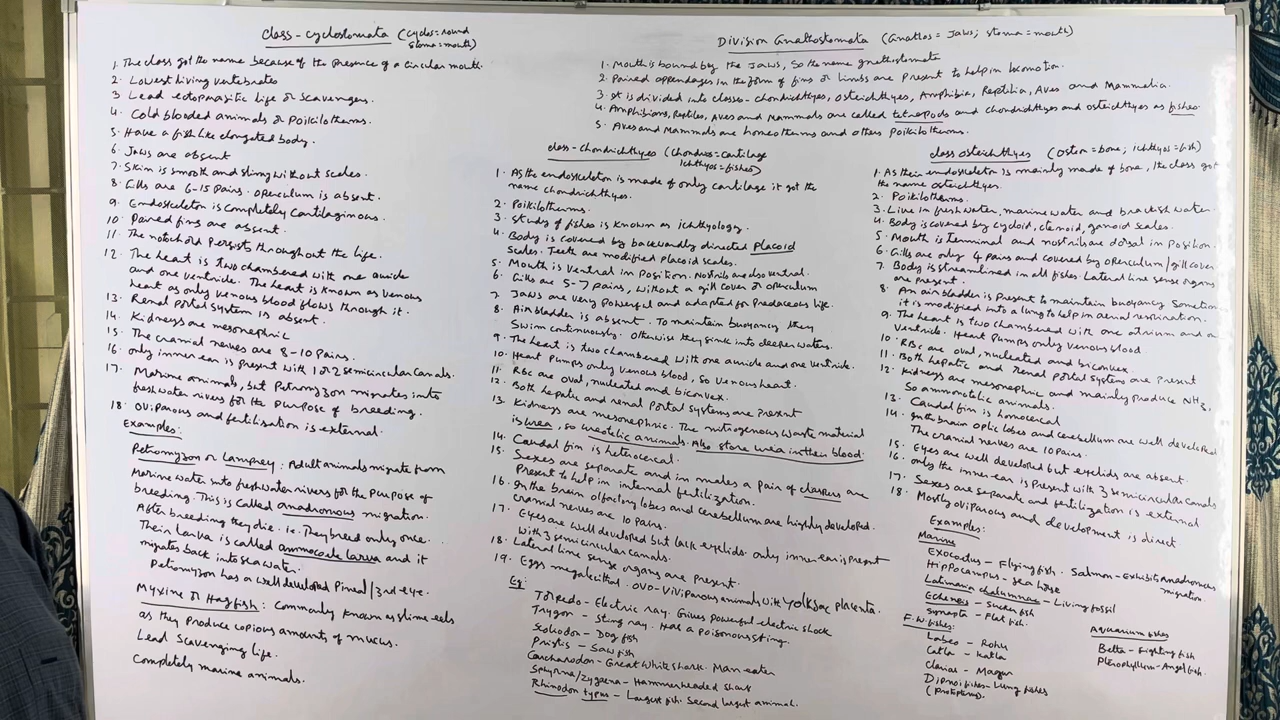 class-cyclostomata (cyclos=round
stoma=mouth)
1. The class got the name because of the presence of a circular mouth.
2. Lowest living vertebrates
3. Lead ectoparasitic life or scavengers.
4. Cold blooded animals or Poikilotherms.
5. Have a fish like elongated body.
6. Jaws are absent
7. Skin is smooth and slimy without scales.
8. Gills are 6-15 pairs. operculum is absent.
9. Endoskeleton is completely cartilaginous.
10. Paired fins are absent.
11. The notochord persists throughout the life.
12. The heart is two chambered with one auricle
and one ventricle. The heart is known as venous
heart as only venous blood flows through it.
13. Renal portal system is absent.
14. Kidneys are mesonephric
15. The cranial nerves are 8-10 pairs.
16. only inner ear is present with 1 or 2 semicircular canals.
17. Marine animals, but Petromyzon migrates into
freshwater rivers for the purpose of breeding.
18. Oviparous and fertilisation is external.
Examples:
Petromyzon or Lamprey: Adult animals migrate from
Marine water into freshwater rivers for the purpose of
breeding. This is called anadromous migration.
After breeding they die. ie. They breed only once.
Their larva is called ammocoete larva and it
migrates back into sea water.
Petromyzon has a well developed Pineal/3rd eye.
Myxine or Hagfish: Commonly known as slime-eels
as they produce copious amounts of mucus.
Lead Scavenging life.
Completely marine animals.
Division Gnathostomata (Gnathos = Jaws; stoma=mouth)
1. Mouth is bound by the Jaws, so the name gnathostomata
2. Paired appendages in the form of fins or limbs are present to help in locomotion.
3. It is divided into classes-chondrichthyes, osteichthyes, Amphibia, Reptilia, Aves and Mammalia.
4. Amphibians, Reptiles, Aves and Mammals are called tetrapods and chondrichthyes and osteichthyes as fishes.
5. Aves and Mammals are homeotherms and others poikilotherms.
class-chondrichthyes (Chondros=cartilage
ichthyos=fishes)
1. As the endoskeleton is made of only cartilage it got the
name chondrichthyes.
2. Poikilotherms.
3. study of fishes is known as ichthyology.
4. Body is covered by backwardly directed placoid
scales. Teeth are modified placoid scales.
5. Mouth is ventral in position. Nostrils are also ventral.
6. Gills are 5-7 pairs, without a gill cover or operculum
7. Jaws are very powerful and adapted for predaceous life.
8. Air bladder is absent. To maintain buoyancy they
swim continuously. otherwise they sink into deeper waters.
9. The heart is two chambered with one auricle and one ventricle.
10. Heart pumps only venous blood, so venous heart.
11. RBC are oval, nucleated and biconvex.
12. Both hepatic and renal portal systems are present
13. Kidneys are mesonephric. The nitrogenous waste material
is urea, so ureotelic animals. Also store urea in their blood.
14. Caudal fin is heterocercal.
15. Sexes are separate and in males a pair of claspers are
present to help in internal fertilization.
16. In the brain olfactory lobes and cerebellum are highly developed.
cranial nerves are 10 pairs.
17. Eyes are well developed but lack eyelids. only inner ear is present
with 3 semicircular canals.
18. Lateral line sense organs are present.
19. Eggs megalecithal. ovo-viviparous animals with yolksac placenta.
Eg:
Torpedo - Electric ray. Gives powerful electric shock
Trygon - Sting ray. Has a poisonous sting.
Scoliodon - Dog fish
Pristis - Saw fish
Carcharodon - Great White shark. Man eater
Sphyrna/zygaena - Hammerheaded shark
Rhinodon typus - Largest fish. Second largest animal.
class osteichthyes (osteon=bone; ichthyos=fish)
1. As their endoskeleton is mainly made of bone, the class got
the name osteichthyes.
2. Poikilotherms.
3. Live in freshwater, marine water and brackish water.
4. Body is covered by cycloid, ctenoid, ganoid scales.
5. Mouth is terminal and nostrils are dorsal in position.
6. Gills are only 4 pairs and covered by operculum/gill cover
7. Body is streamlined in all fishes. Lateral line sense organs
are present.
8. An air bladder is present to maintain buoyancy. Sometim
it is modified into a lung to help in aerial respiration.
9. The heart is two chambered with one atrium and on
ventricle. Heart pumps only venous blood
10. RBC are oval, nucleated and biconvex.
11. Both hepatic and renal portal systems are present
12. Kidneys are mesonephric and mainly produce NH3,
so ammonotelic animals.
13. Caudal fin is homocercal
14. In the brain optic lobes and cerebellum are well developed
The cranial nerves are 10 pairs.
15. Eyes are well developed but eyelids are absent.
16. only the inner ear is present with 3 semicircular canals
17. Sexes are separate and fertilization is external
18. Mostly oviparous and development is direct
Examples:
Marine
Exocoetus - Flying fish. Salmon-Exhibits Anadromous
migration.
Hippocampus - sea horse
Latimaria chalumnae - Living fossil
Echeneis - Sucker fish
Synapta - Flat fish.
F.W. fishes:
Labeo - Rohu
Catla - Katla
Clarias - Magur
Dipnoi fishes - Lung fishes
(Protopterus).
Aquarium fishes
Betta - Fighting fish
Pterophyllum - Angel fish.